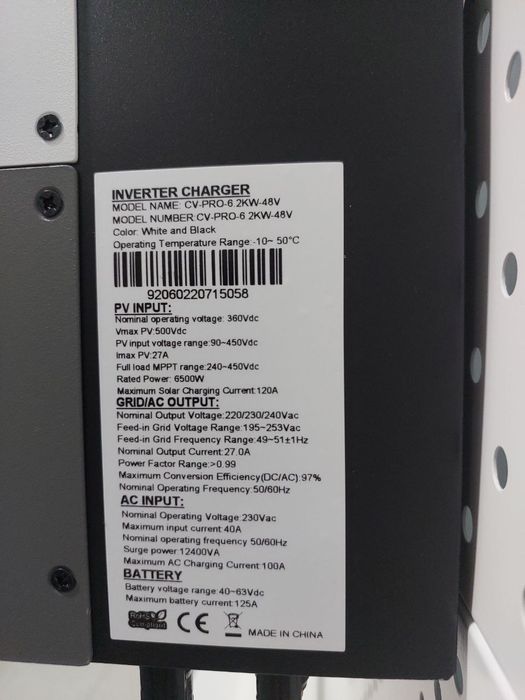 INVERTER CHARGER
MODEL NAME: CV-PRO-6.2KW-48V
MODEL NUMBER:CV-PRO-6.2KW-48V
Color: White and Black
Operating Temperature Range:-10~ 50°C
92060220715058
PV INPUT:
Nominal operating voltage: 360Vdc
Vmax PV:500Vdc
PV input voltage range:90~450Vdc
Imax PV:27A
Full load MPPT range:240~450Vdc
Rated Power: 6500W
Maximum Solar Charging Current:120A
GRID/AC OUTPUT:
Nominal Output Voltage:220/230/240Vac
Feed-in Grid Voltage Range:195~253Vac
Feed-in Grid Frequency Range:49~51±1Hz
Nominal Output Current:27.0A
Power Factor Range:>0.99
Maximum Conversion Efficiency(DC/AC):97%
Nominal Operating Frequency:50/60Hz
AC INPUT:
Nominal Operating Voltage:230Vac
Maximum input current:40A
Nominal operating frequency 50/60Hz
Surge power:12400VA
Maximum AC Charging Current:100A
BATTERY
Battery voltage range:40~63Vdc
Maximum battery current:125A
RoHS
Compliant
CE
MADE IN CHINA